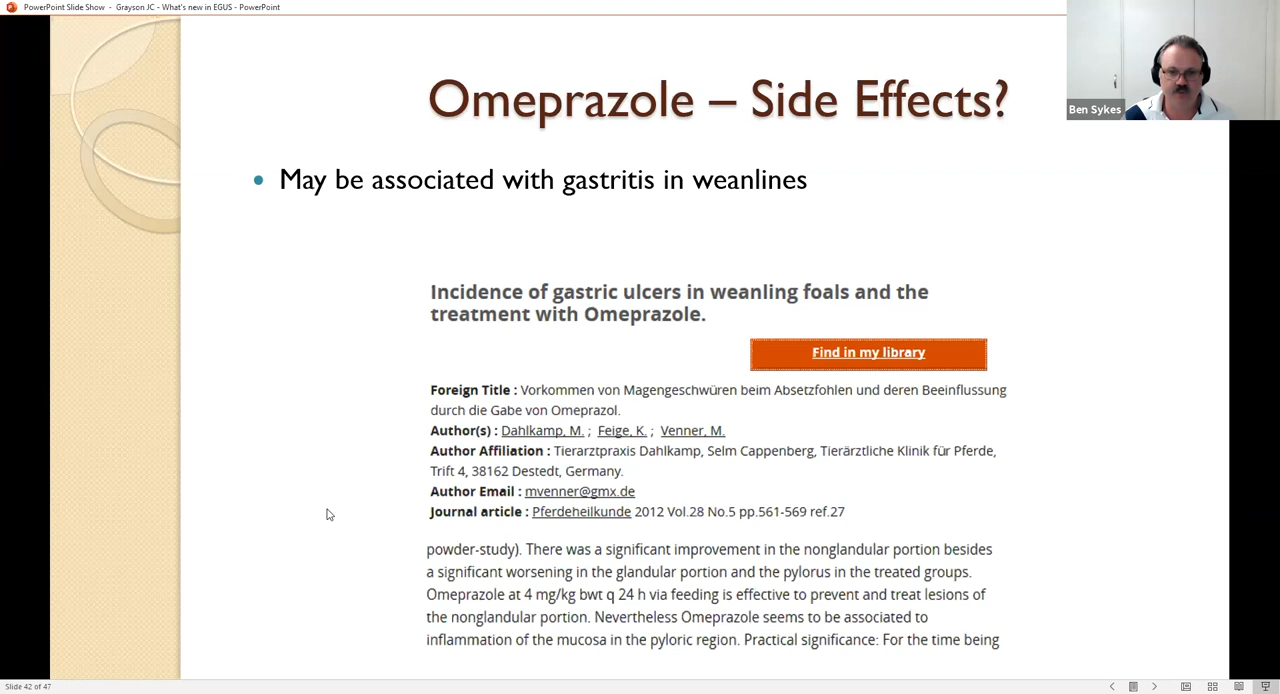 PowerPoint Slide Show - Grayson JC - What's new in EGUS - PowerPoint
Ben Sykes
Omeprazole – Side Effects?
• May be associated with gastritis in weanlines
Incidence of gastric ulcers in weanling foals and the
treatment with Omeprazole.
Find in my library
Foreign Title : Vorkommen von Magengeschwüren beim Absetzfohlen und deren Beeinflussung
durch die Gabe von Omeprazol.
Author(s) : Dahlkamp, M. ; Feige, K. ; Venner, M.
Author Affiliation : Tierarztpraxis Dahlkamp, Selm Cappenberg, Tierärztliche Klinik für Pferde,
Trift 4, 38162 Destedt, Germany.
Author Email : mvenner@gmx.de
Journal article : Pferdeheilkunde 2012 Vol.28 No.5 pp.561-569 ref.27
powder-study). There was a significant improvement in the nonglandular portion besides
a significant worsening in the glandular portion and the pylorus in the treated groups.
Omeprazole at 4 mg/kg bwt q 24 h via feeding is effective to prevent and treat lesions of
the nonglandular portion. Nevertheless Omeprazole seems to be associated to
inflammation of the mucosa in the pyloric region. Practical significance: For the time being
Slide 42 of 47